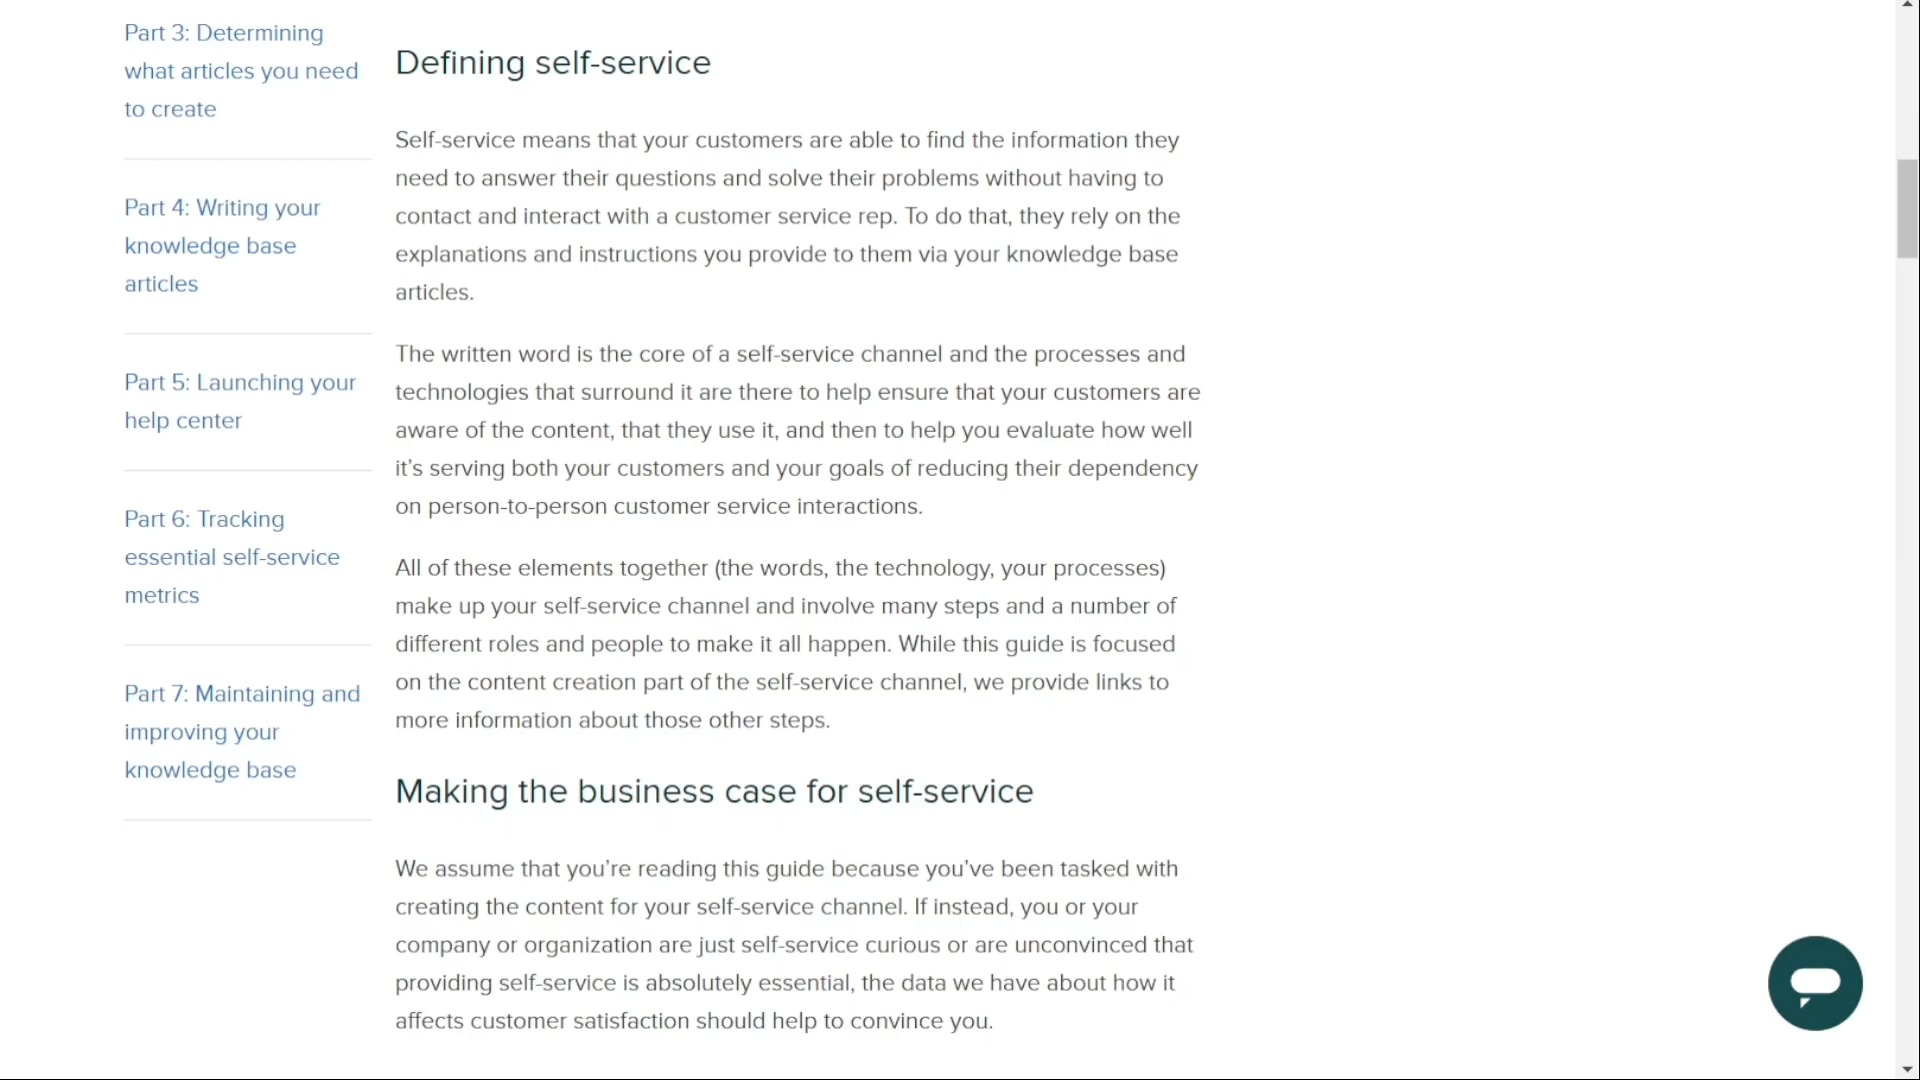 Part 3: Determining
what articles you need
to create
Part 4: Writing your
knowledge base
articles
Part 5: Launching your
help center
Part 6: Tracking
essential self-service
metrics
Part 7: Maintaining and
improving your
knowledge base
Defining self-service
Self-service means that your customers are able to find the information they
need to answer their questions and solve their problems without having to
contact and interact with a customer service rep. To do that, they rely on the
explanations and instructions you provide to them via your knowledge base
articles.
The written word is the core of a self-service channel and the processes and
technologies that surround it are there to help ensure that your customers are
aware of the content, that they use it, and then to help you evaluate how well
it’s serving both your customers and your goals of reducing their dependency
on person-to-person customer service interactions.
All of these elements together (the words, the technology, your processes)
make up your self-service channel and involve many steps and a number of
different roles and people to make it all happen. While this guide is focused
on the content creation part of the self-service channel, we provide links to
more information about those other steps.
Making the business case for self-service
We assume that you’re reading this guide because you’ve been tasked with
creating the content for your self-service channel. If instead, you or your
company or organization are just self-service curious or are unconvinced that
providing self-service is absolutely essential, the data we have about how it
affects customer satisfaction should help to convince you.